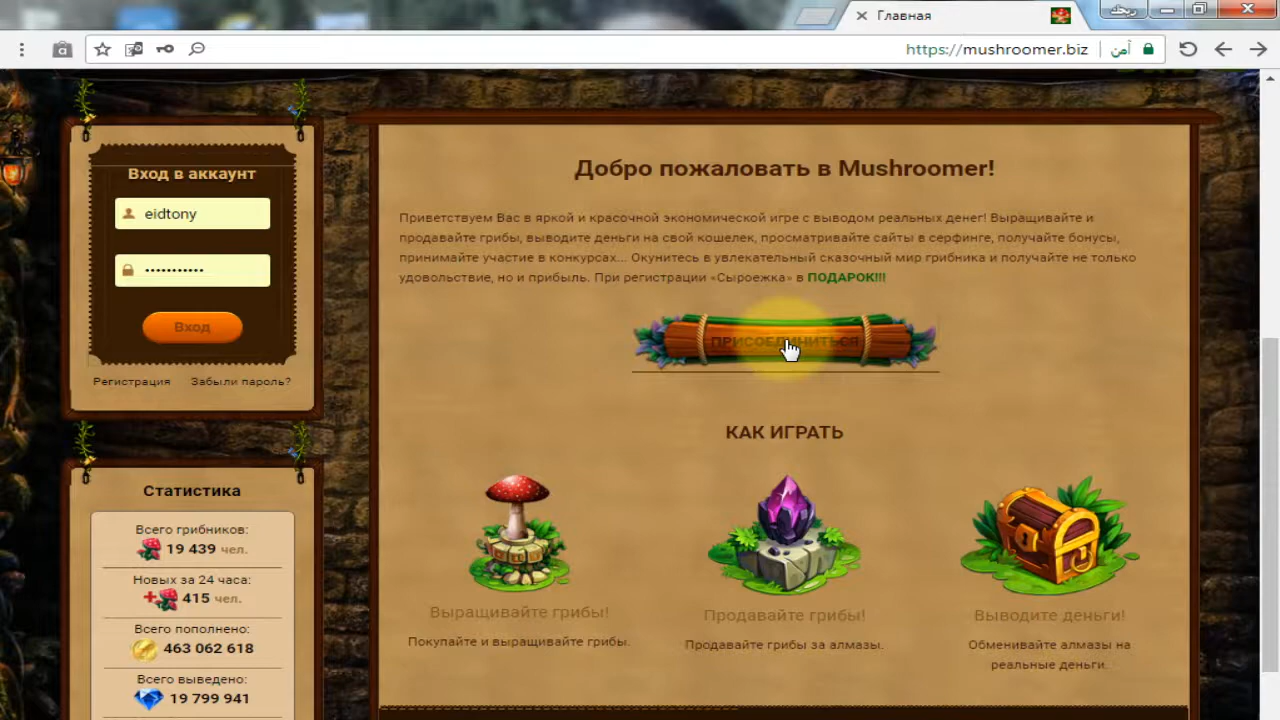 Главная
ربحك
https://mushroomer.biz
آمن
Вход в аккаунт
eidtony
•••••••••••
Вход
Регистрация
Забыли пароль?
Статистика
Всего грибников:
19 439 чел.
Новых за 24 часа:
415 чел.
Всего пополнено:
463 062 618
Всего выведено:
19 799 941
Добро пожаловать в Mushroomer!
Приветствуем Вас в яркой и красочной экономической игре с выводом реальных денег! Выращивайте и
продавайте грибы, выводите деньги на свой кошелек, просматривайте сайты в серфинге, получайте бонусы,
принимайте участие в конкурсах... Окунитесь в увлекательный сказочный мир грибника и получайте не только
удовольствие, но и прибыль. При регистрации «Сыроежка» в ПОДАРОК!!!
ПРИСОЕДИНИТЬСЯ
КАК ИГРАТЬ
Выращивайте грибы!
Покупайте и выращивайте грибы.
Продавайте грибы!
Продавайте грибы за алмазы.
Выводите деньги!
Обменивайте алмазы на
реальные деньги.